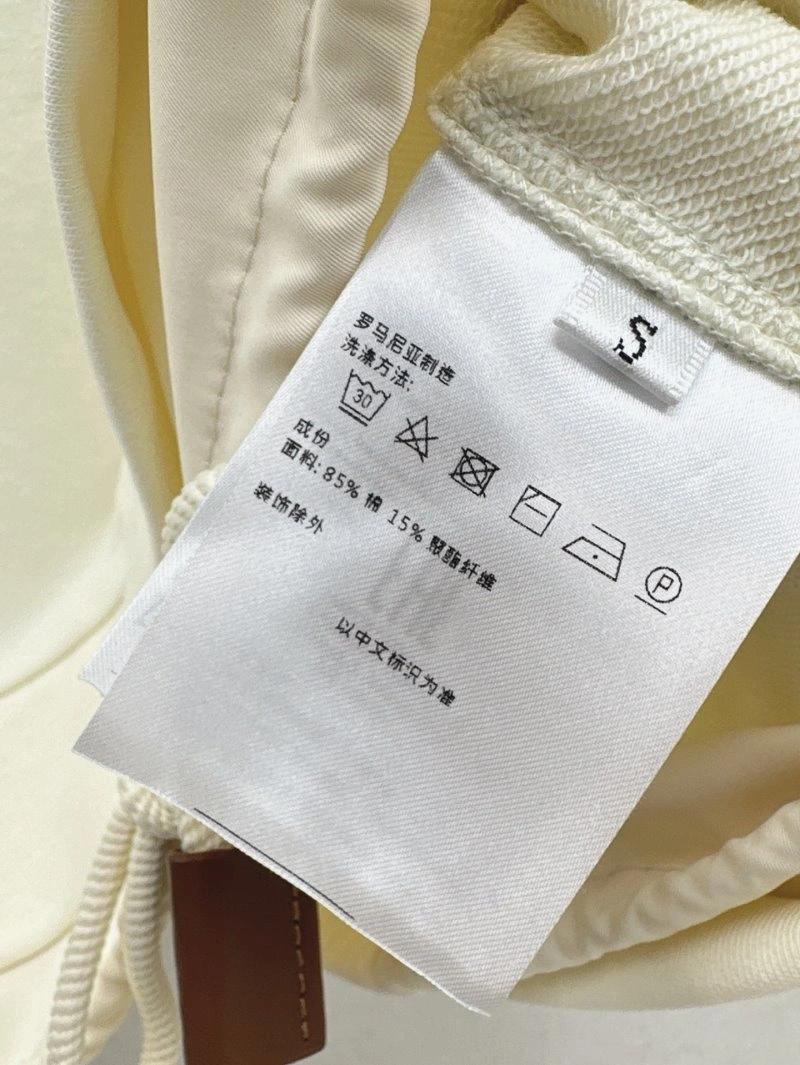 S
罗马尼亚制造
洗涤方法:
30
P
成份
面料: 85% 棉 15% 聚酯纤维
装饰除外
以中文标识为准